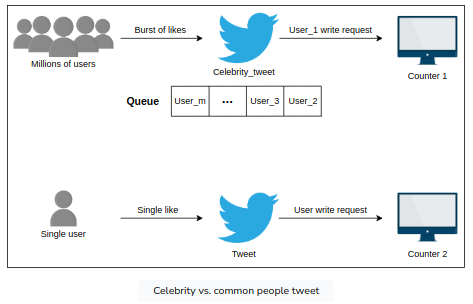 Burst of likes
User_1 write request
Millions of users
Celebrity_tweet
Counter 1
Queue
User_m
...
User_3
User_2
Single like
User write request
Single user
Tweet
Counter 2
Celebrity vs. common people tweet